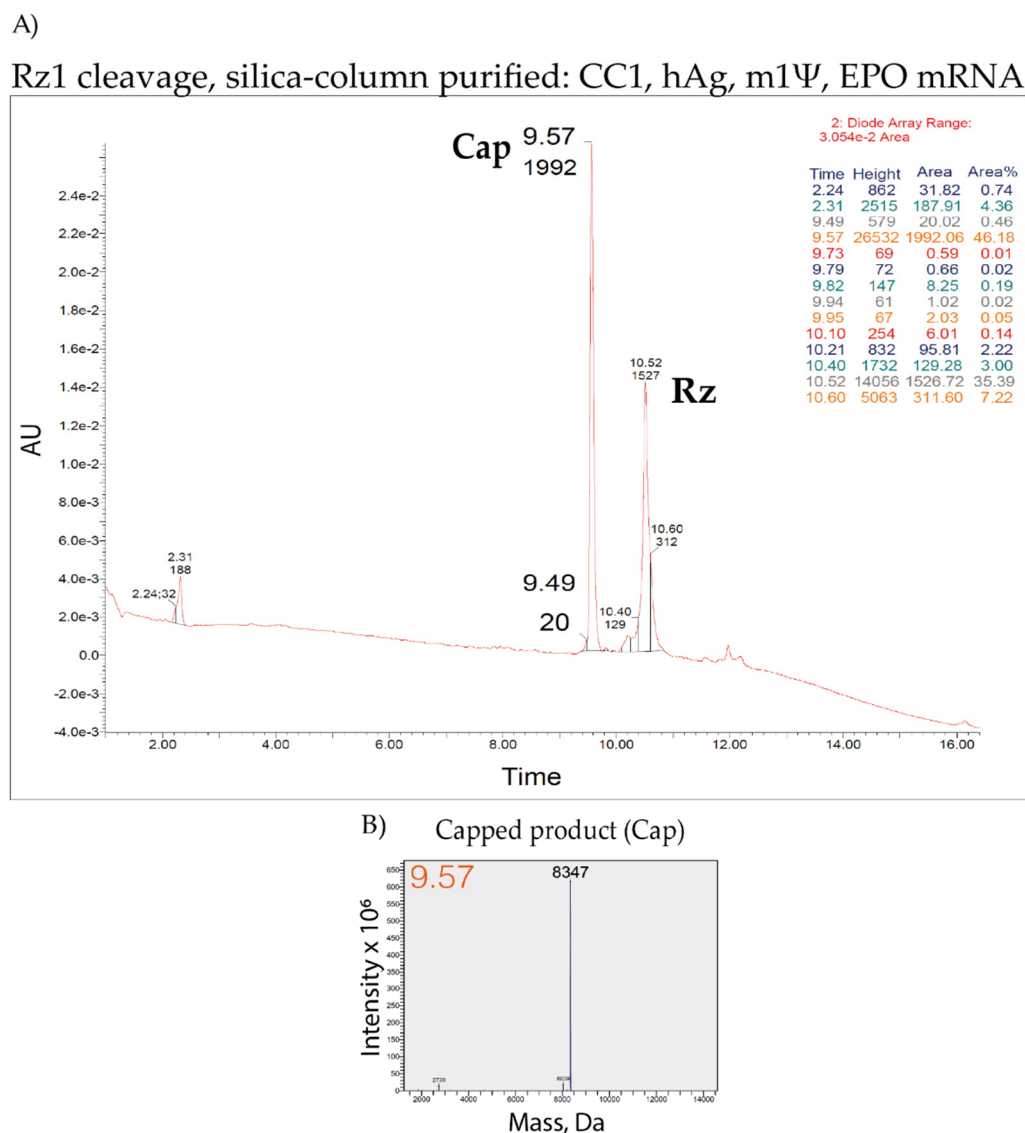 A)
Rz1 cleavage, silica-column purified: CC1, hAg, m1Ψ, EPO mRNA
2: Diode Array Range:
3.054e-2 Area
Time Height Area Area%
2.24 862 31.82 0.74
2.31 2515 187.91 4.36
9.49 579 20.02 0.46
9.57 26532 1992.06 46.18
9.73 69 0.59 0.01
9.79 72 0.66 0.02
9.82 147 8.25 0.19
9.94 61 1.02 0.02
9.95 67 2.03 0.05
10.10 254 6.01 0.14
10.21 832 95.81 2.22
10.40 1732 129.28 3.00
10.52 14056 1526.72 35.39
10.60 5063 311.60 7.22
Cap
9.57
1992
10.52
1527
Rz
10.60
312
2.31
188
2.24;32
9.49
20
10.40
129
AU
2.4e-2
2.2e-2
2.0e-2
1.8e-2
1.6e-2
1.4e-2
1.2e-2
1.0e-2
8.0e-3
6.0e-3
4.0e-3
2.0e-3
0.0
-2.0e-3
-4.0e-3
2.00 4.00 6.00 8.00 10.00 12.00 14.00 16.00
Time
B)
Capped product (Cap)
9.57
8347
Intensity x 10⁶
650
600
550
500
450
400
350
300
250
200
150
100
50
0
2000 4000 6000 8000 10000 12000 14000
Mass, Da